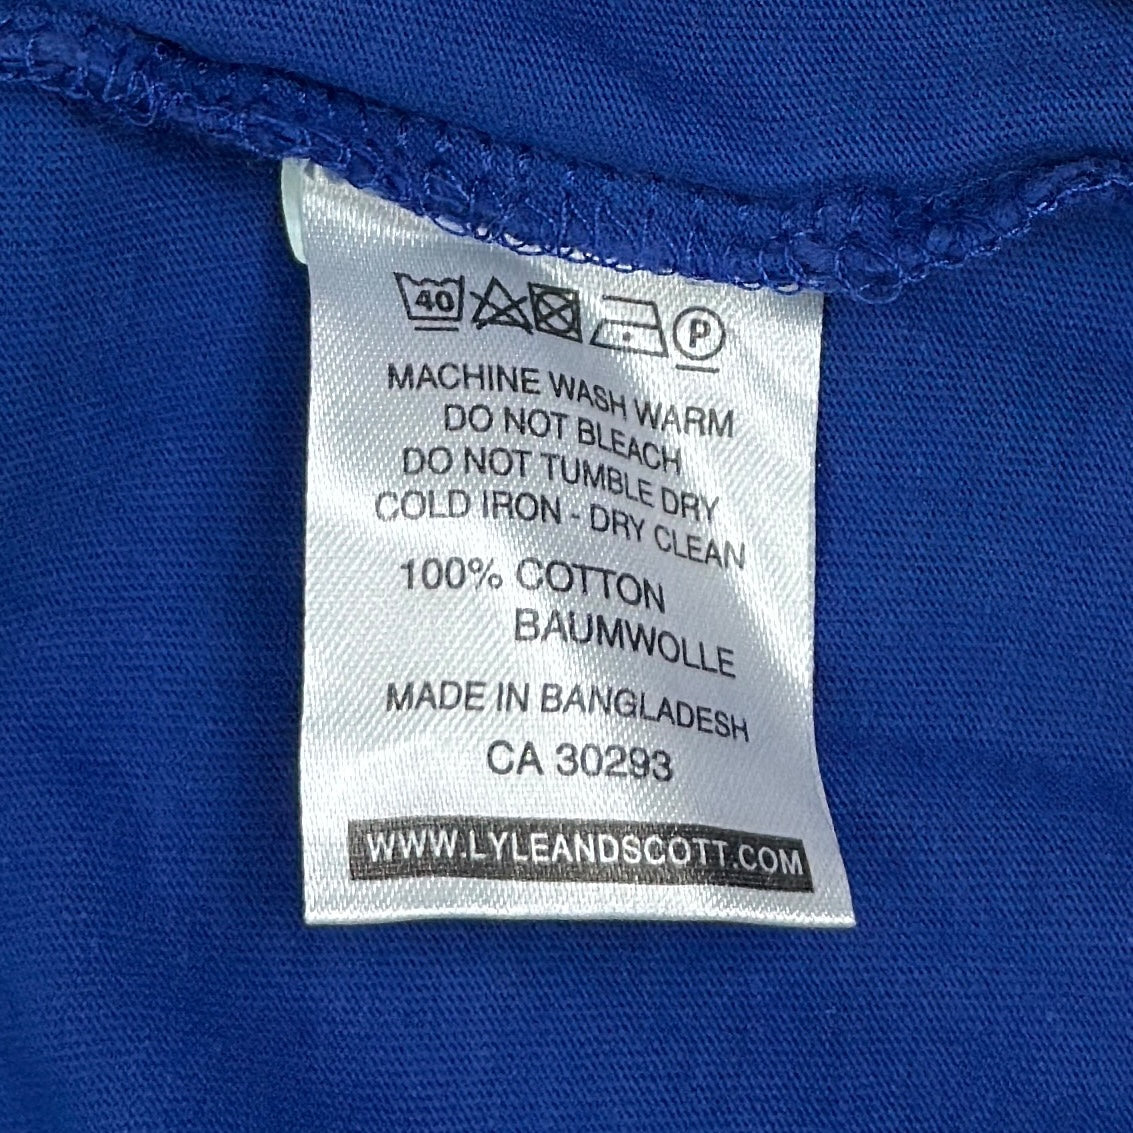 40 P
MACHINE WASH WARM
DO NOT BLEACH
DO NOT TUMBLE DRY
COLD IRON - DRY CLEAN
100% COTTON
BAUMWOLLE
MADE IN BANGLADESH
CA 30293
WWW.LYLEANDSCOTT.COM